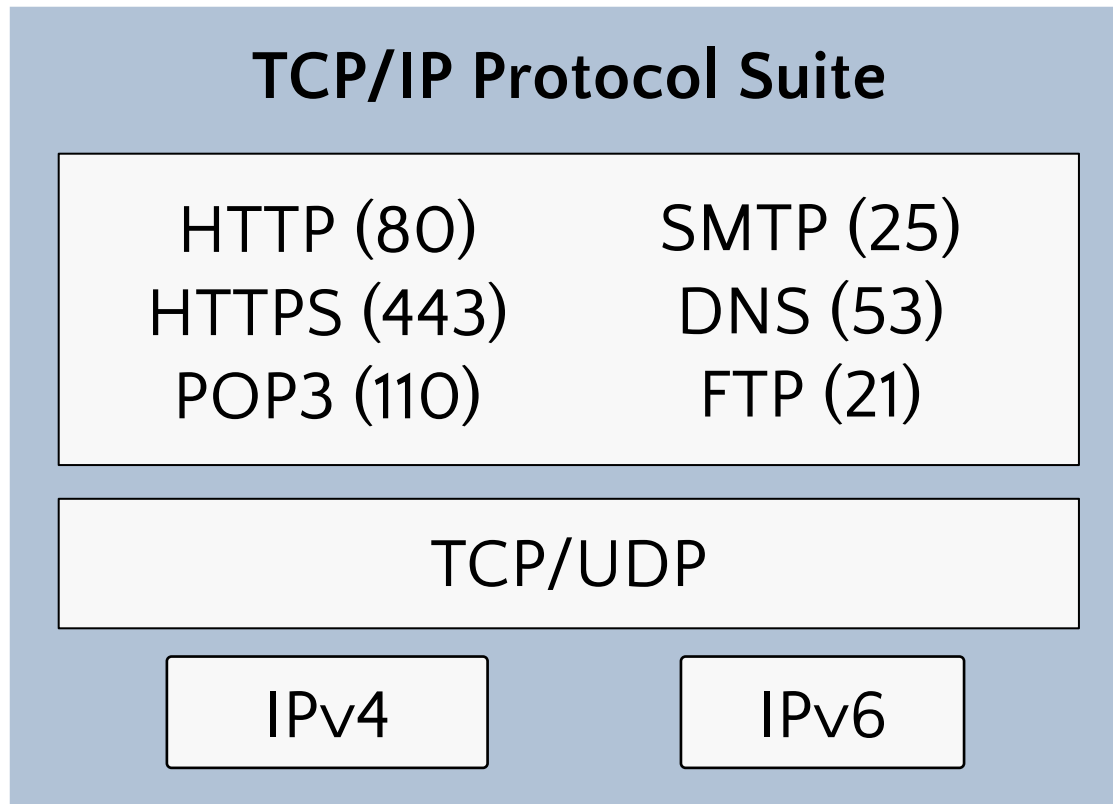 TCP/IP Protocol Suite
HTTP (80)
HTTPS (443)
POP3 (110)
SMTP (25)
DNS (53)
FTP (21)
TCP/UDP
IPv4
IPv6